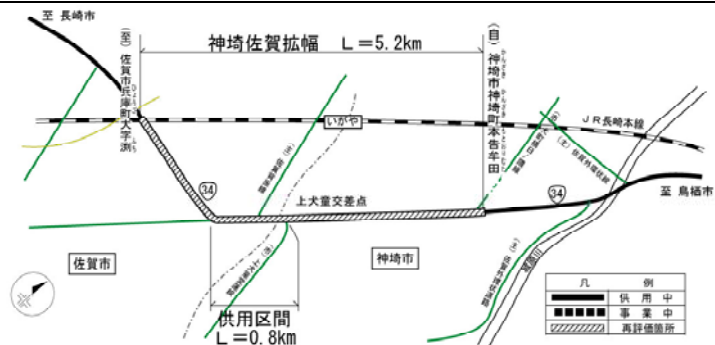 至 長崎市
神埼佐賀拡幅 L=5.2km
(至)佐賀市兵庫町大字渕
(自)神埼市神埼町本告牟田
いがや
JR長崎本線
34
上犬童交差点
34
至 鳥栖市
佐賀市
神埼市
供用区間
L=0.8km
凡 例
供用中
事業中
再評価箇所